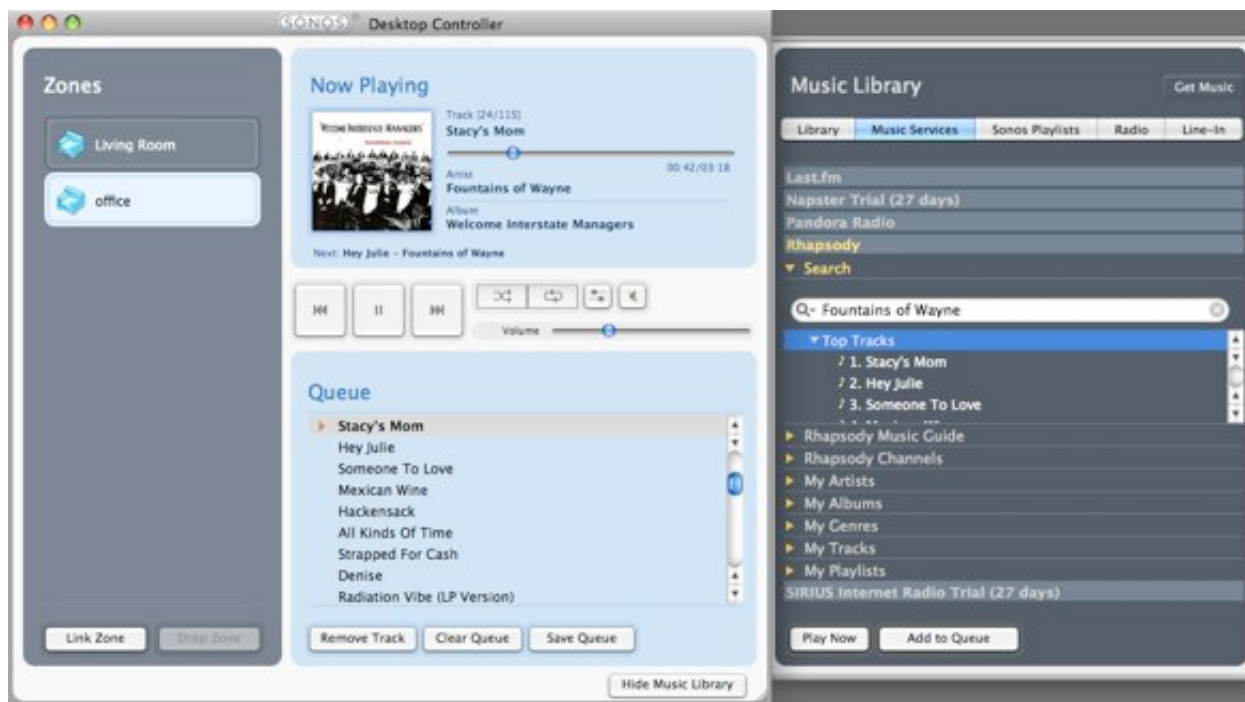 SONOS Desktop Controller
Zones
Living Room
office
Link Zone
Drop Zone
Now Playing
WELCOME INTERSTATE MANAGERS
Track [24/115]
Stacy's Mom
00:42/03:18
Artist
Fountains of Wayne
Album
Welcome Interstate Managers
Next: Hey Julie - Fountains of Wayne
Volume
Queue
Stacy's Mom
Hey Julie
Someone To Love
Mexican Wine
Hackensack
All Kinds Of Time
Strapped For Cash
Denise
Radiation Vibe (LP Version)
Remove Track
Clear Queue
Save Queue
Hide Music Library
Music Library
Get Music
Library
Music Services
Sonos Playlists
Radio
Line-In
Last.fm
Napster Trial (27 days)
Pandora Radio
Rhapsody
Search
Fountains of Wayne
Top Tracks
1. Stacy's Mom
2. Hey Julie
3. Someone To Love
Rhapsody Music Guide
Rhapsody Channels
My Artists
My Albums
My Genres
My Tracks
My Playlists
SIRIUS Internet Radio Trial (27 days)
Play Now
Add to Queue